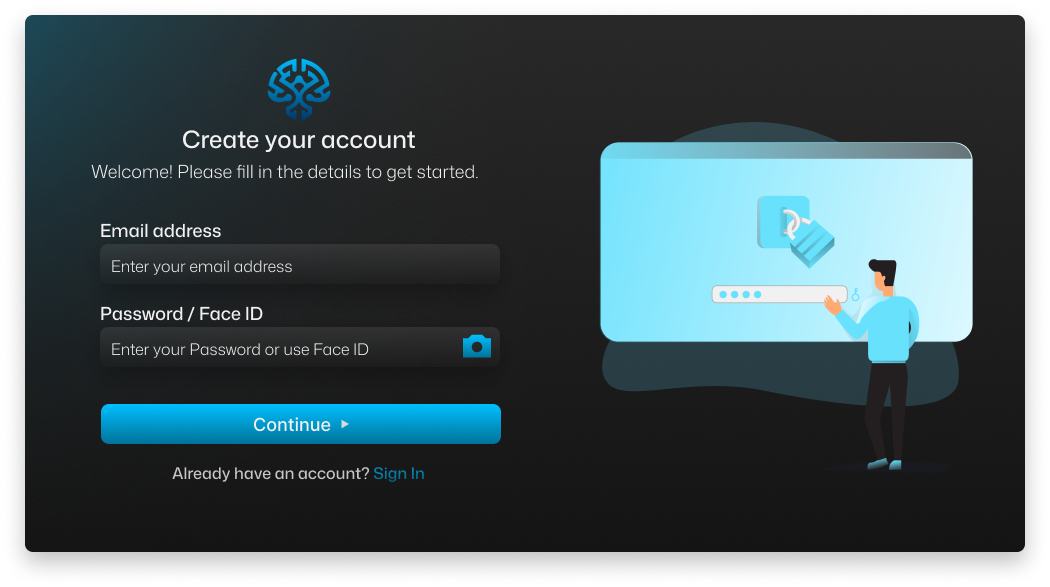 Create your account
Welcome! Please fill in the details to get started.
Email address
Enter your email address
Password / Face ID
Enter your Password or use Face ID
Continue
Already have an account? Sign In